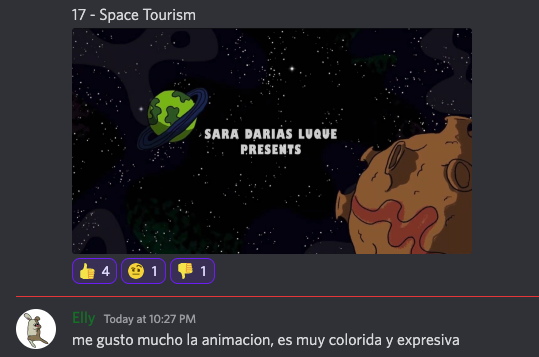 17 - Space Tourism
SARA DARIAS LUQUE
PRESENTS
4
1
1
Elly Today at 10:27 PM
me gusto mucho la animacion, es muy colorida y expresiva